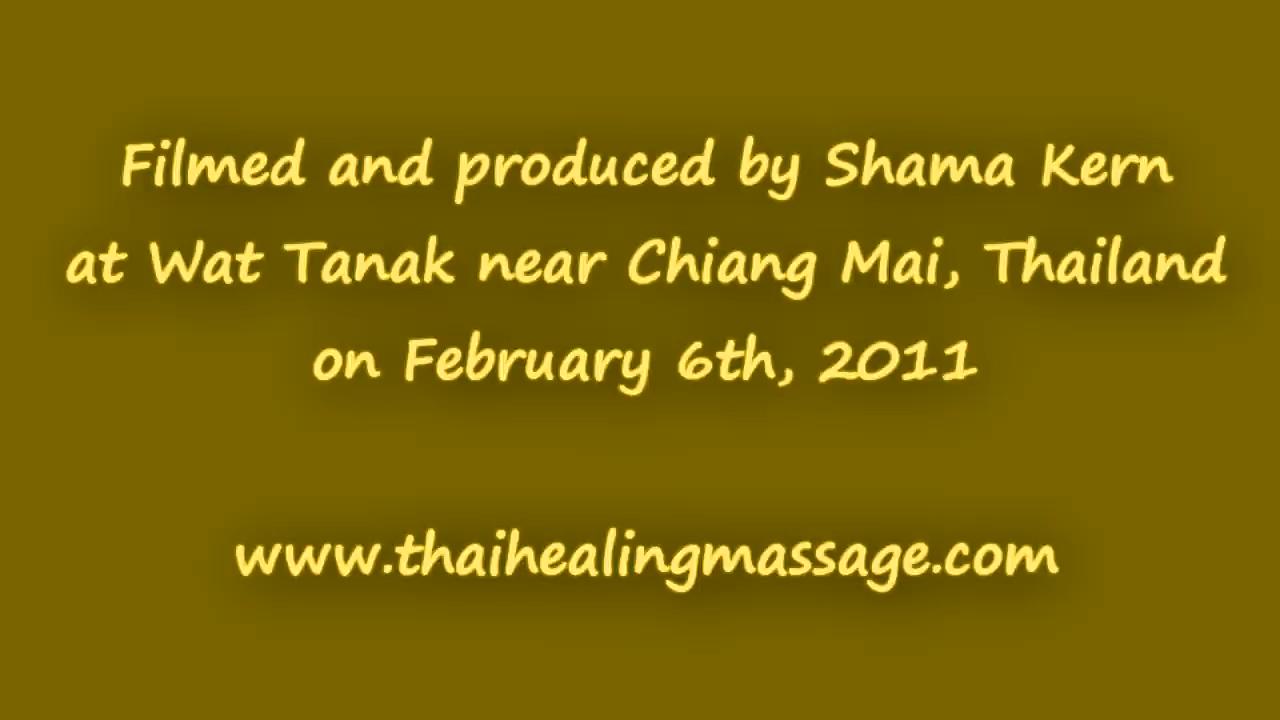 Filmed and produced by Shama Kern
at Wat Tanak near Chiang Mai, Thailand
on February 6th, 2011
www.thaihealingmassage.com